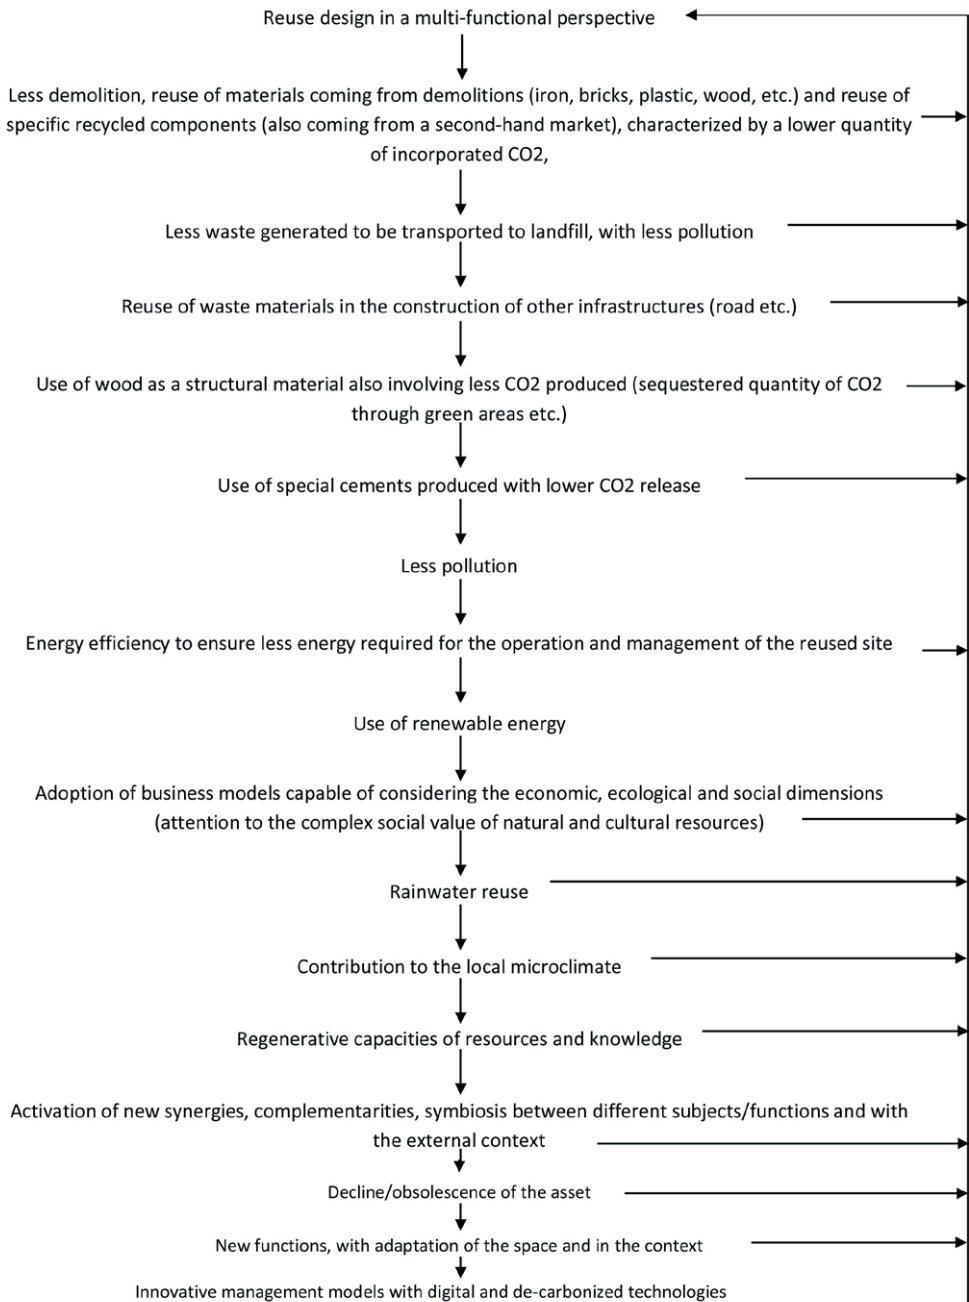 Reuse design in a multi-functional perspective
Less demolition, reuse of materials coming from demolitions (iron, bricks, plastic, wood, etc.) and reuse of
specific recycled components (also coming from a second-hand market), characterized by a lower quantity
of incorporated CO2,
Less waste generated to be transported to landfill, with less pollution
Reuse of waste materials in the construction of other infrastructures (road etc.)
Use of wood as a structural material also involving less CO2 produced (sequestered quantity of CO2
through green areas etc.)
Use of special cements produced with lower CO2 release
Less pollution
Energy efficiency to ensure less energy required for the operation and management of the reused site
Use of renewable energy
Adoption of business models capable of considering the economic, ecological and social dimensions
(attention to the complex social value of natural and cultural resources)
Rainwater reuse
Contribution to the local microclimate
Regenerative capacities of resources and knowledge
Activation of new synergies, complementarities, symbiosis between different subjects/functions and with
the external context
Decline/obsolescence of the asset
New functions, with adaptation of the space and in the context
Innovative management models with digital and de-carbonized technologies